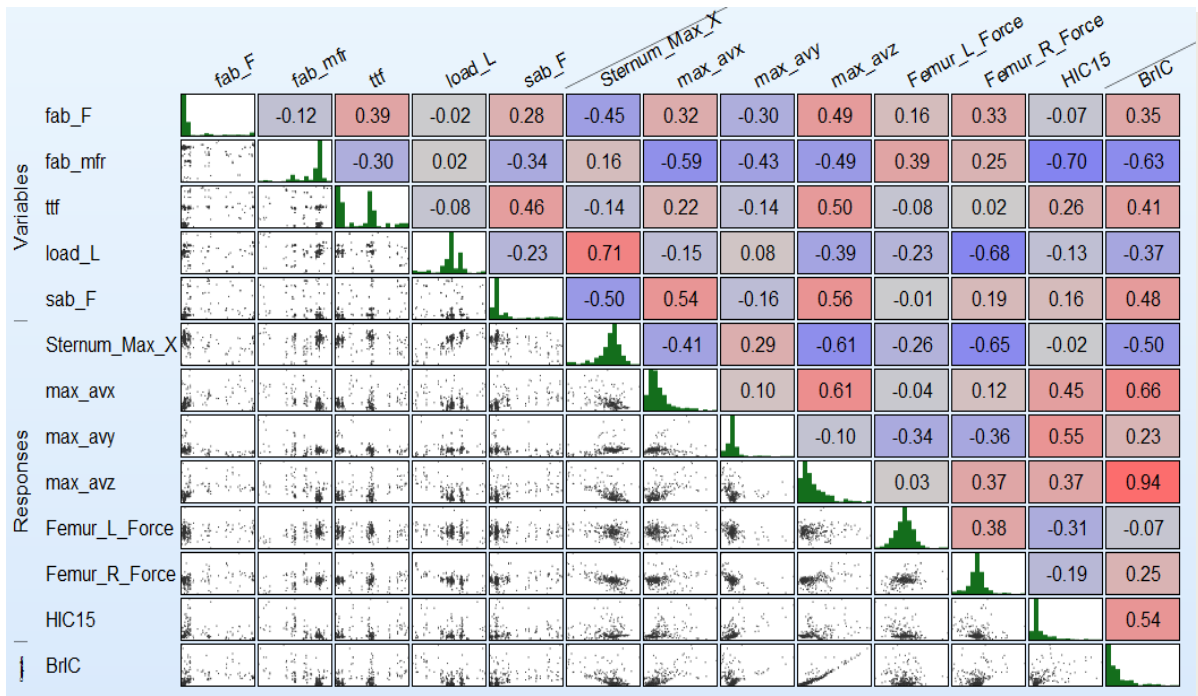 fab_F fab_mfr ttf load_L sab_F Sternum_Max_X max_avx max_avy max_avz Femur_L_Force Femur_R_Force HIC15 BrIC
Variables
fab_F -0.12 0.39 -0.02 0.28 -0.45 0.32 -0.30 0.49 0.16 0.33 -0.07 0.35
fab_mfr -0.30 0.02 -0.34 0.16 -0.59 -0.43 -0.49 0.39 0.25 -0.70 -0.63
ttf -0.08 0.46 -0.14 0.22 -0.14 0.50 -0.08 0.02 0.26 0.41
load_L -0.23 0.71 -0.15 0.08 -0.39 -0.23 -0.68 -0.13 -0.37
sab_F -0.50 0.54 -0.16 0.56 -0.01 0.19 0.16 0.48
Responses
Sternum_Max_X -0.41 0.29 -0.61 -0.26 -0.65 -0.02 -0.50
max_avx 0.10 0.61 -0.04 0.12 0.45 0.66
max_avy -0.10 -0.34 -0.36 0.55 0.23
max_avz 0.03 0.37 0.37 0.94
Femur_L_Force 0.38 -0.31 -0.07
Femur_R_Force -0.19 0.25
HIC15 0.54
BrIC